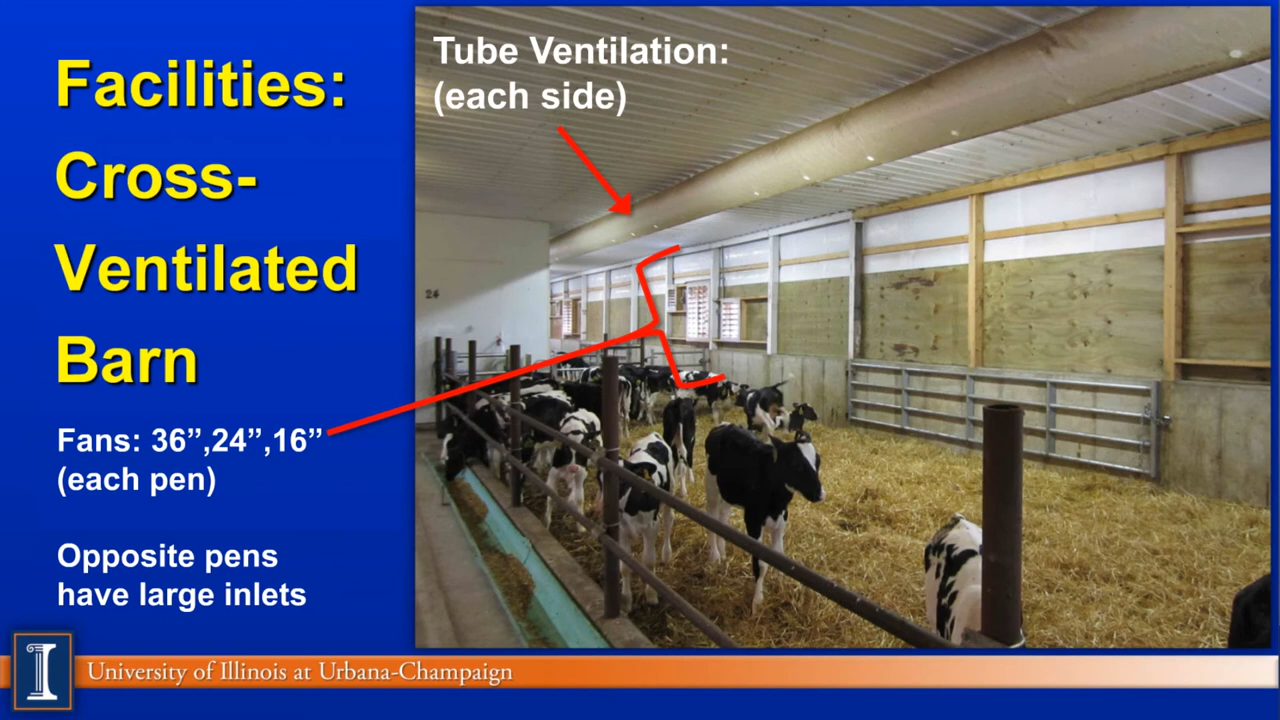 Facilities:
Cross-
Ventilated
Barn
Fans: 36”,24”,16”
(each pen)
Opposite pens
have large inlets
Tube Ventilation:
(each side)
24
I
University of Illinois at Urbana-Champaign